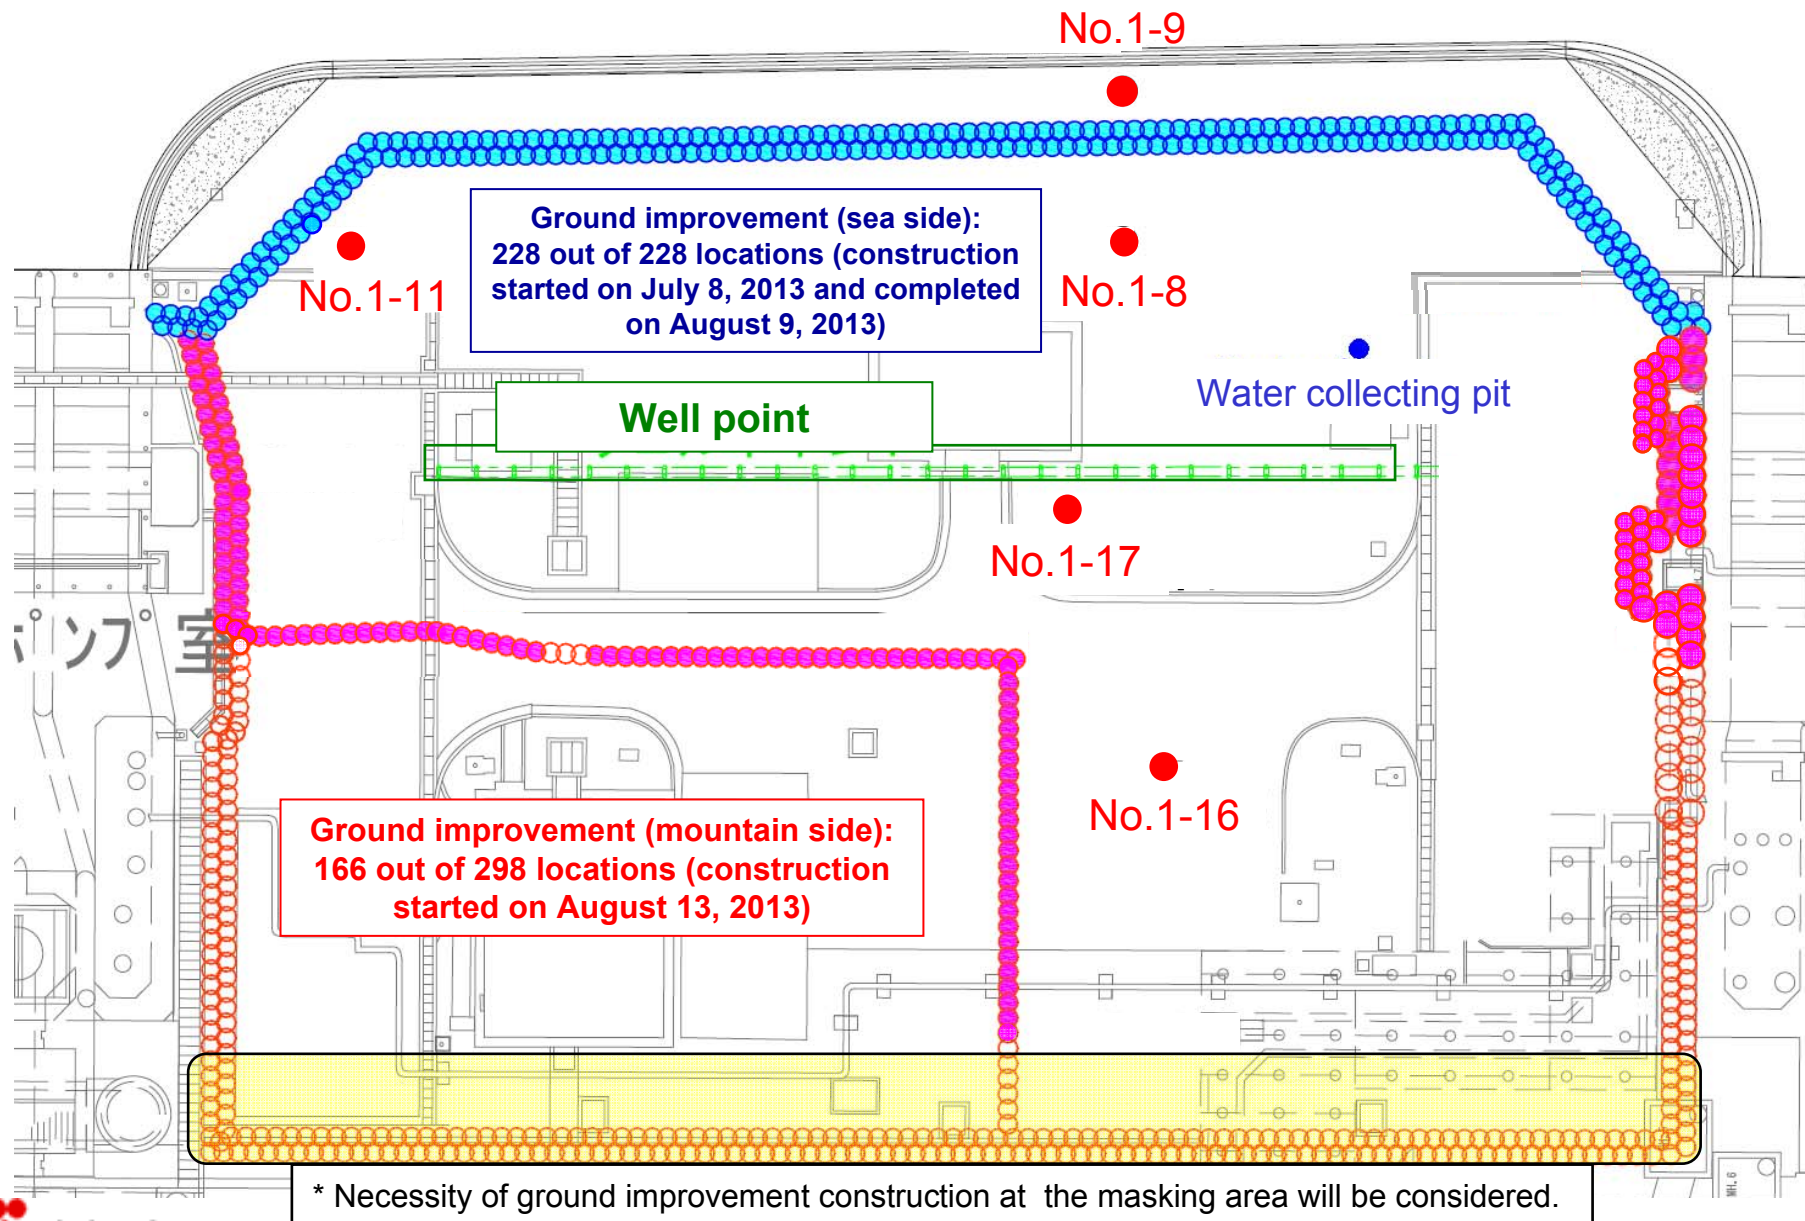 No.1-9
Ground improvement (sea side):
228 out of 228 locations (construction
started on July 8, 2013 and completed
on August 9, 2013)
No.1-11
No.1-8
Water collecting pit
Well point
No.1-17
ポンプ室
No.1-16
Ground improvement (mountain side):
166 out of 298 locations (construction
started on August 13, 2013)
* Necessity of ground improvement construction at the masking area will be considered.